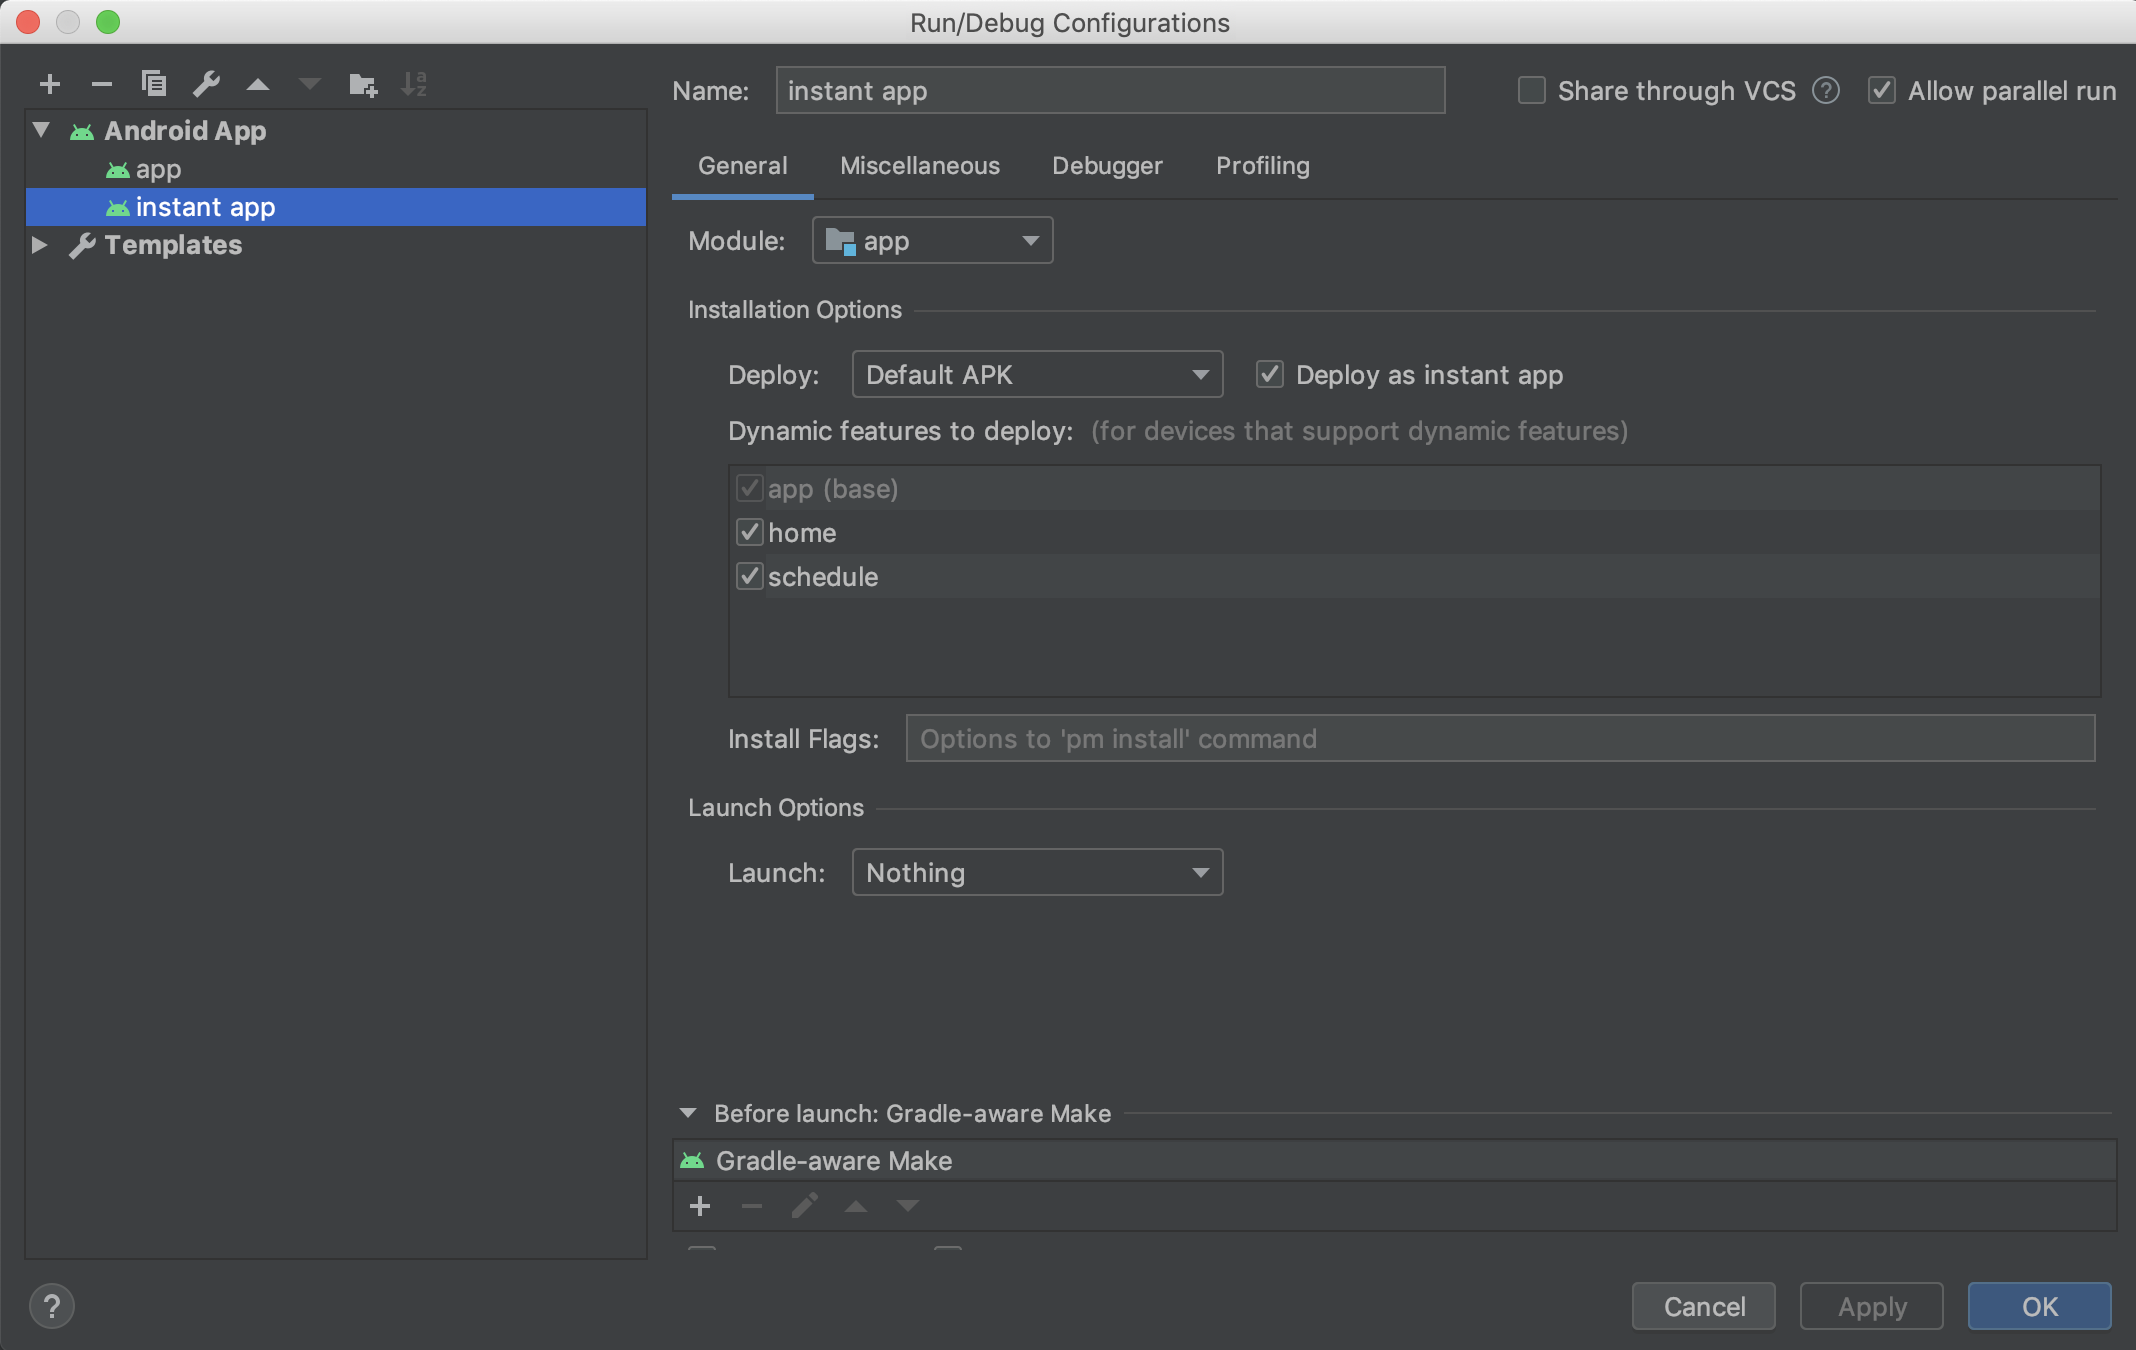 Run/Debug Configurations
Name: instant app Share through VCS ? Allow parallel run
Android App
app
instant app
Templates
General Miscellaneous Debugger Profiling
Module: app
Installation Options
Deploy: Default APK Deploy as instant app
Dynamic features to deploy: (for devices that support dynamic features)
app (base)
home
schedule
Install Flags: Options to 'pm install' command
Launch Options
Launch: Nothing
Before launch: Gradle-aware Make
Gradle-aware Make
? Cancel Apply OK